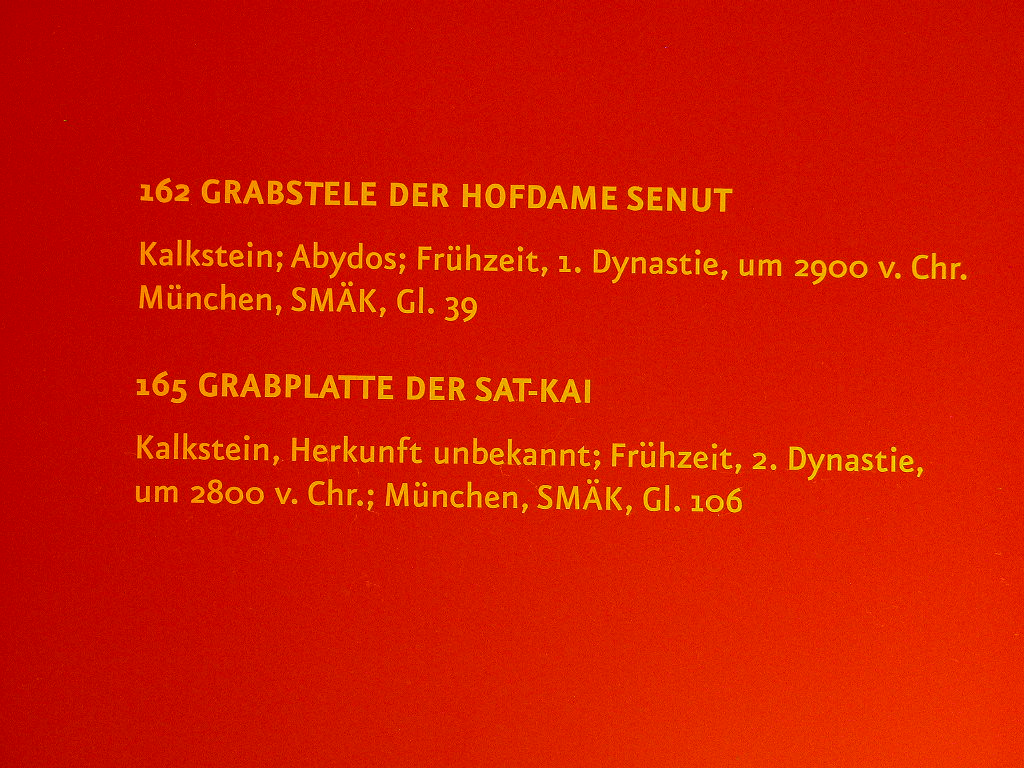 162 GRABSTELE DER HOFDAME SENUT
Kalkstein; Abydos; Frühzeit, 1. Dynastie, um 2900 v. Chr.
München, SMÄK, Gl. 39
165 GRABPLATTE DER SAT-KAI
Kalkstein, Herkunft unbekannt; Frühzeit, 2. Dynastie,
um 2800 v. Chr.; München, SMÄK, Gl. 106